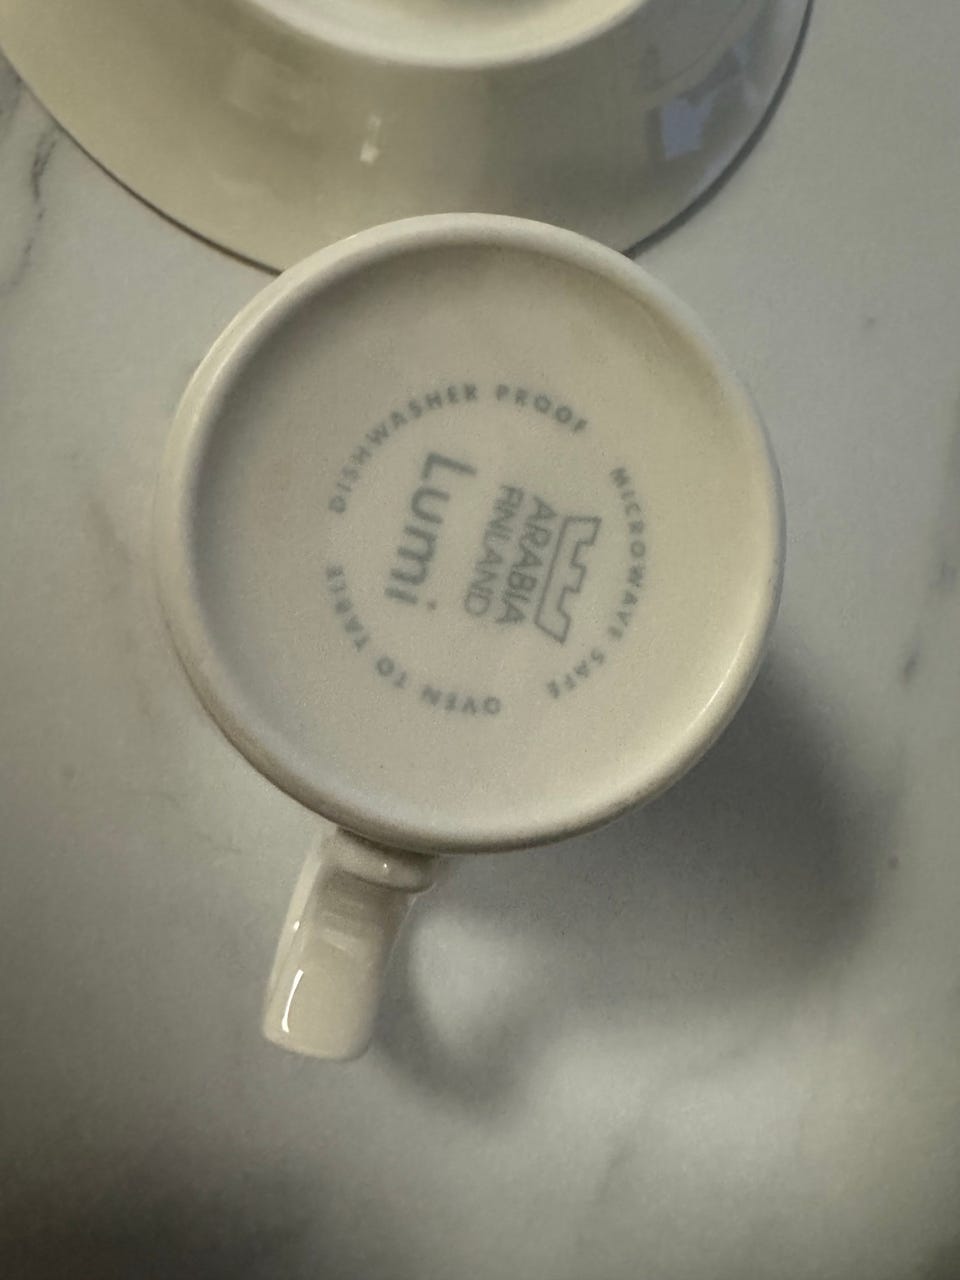 ARABIA
FINLAND
Lumi
DISHWASHER PROOF
MICROWAVE SAFE
OVEN TO TABLE